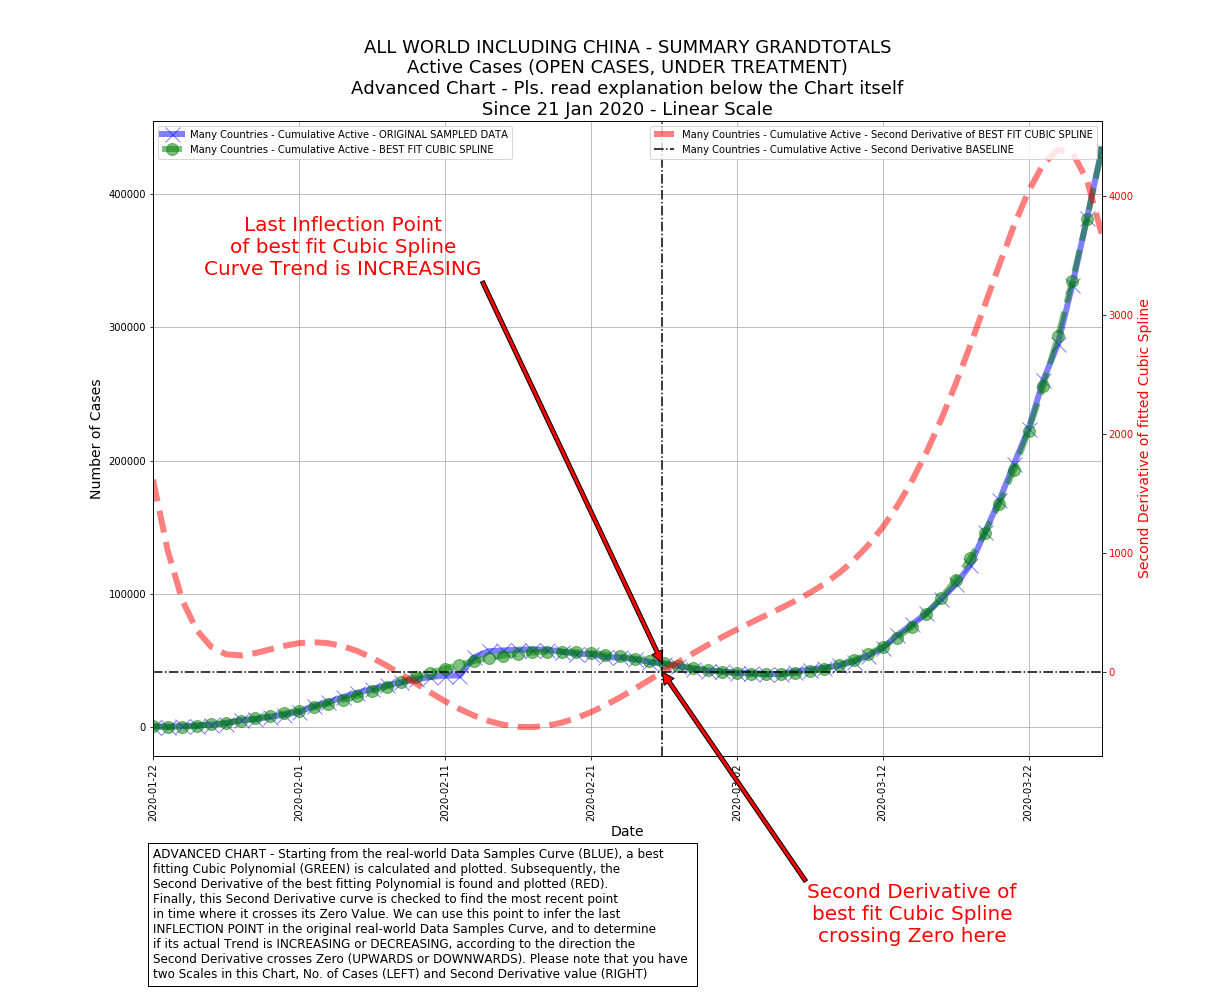 ALL WORLD INCLUDING CHINA - SUMMARY GRANDTOTALS
Active Cases (OPEN CASES, UNDER TREATMENT)
Advanced Chart - Pls. read explanation below the Chart itself
Since 21 Jan 2020 - Linear Scale
Many Countries - Cumulative Active - ORIGINAL SAMPLED DATA
Many Countries - Cumulative Active - BEST FIT CUBIC SPLINE
Many Countries - Cumulative Active - Second Derivative of BEST FIT CUBIC SPLINE
Many Countries - Cumulative Active - Second Derivative BASELINE
Last Inflection Point
of best fit Cubic Spline
Curve Trend is INCREASING
Number of Cases
400000
300000
200000
100000
0
4000
3000
2000
1000
0
Second Derivative of fitted Cubic Spline
2020-01-22
2020-02-01
2020-02-11
2020-02-21
2020-03-02
2020-03-12
2020-03-22
Date
ADVANCED CHART - Starting from the real-world Data Samples Curve (BLUE), a best
fitting Cubic Polynomial (GREEN) is calculated and plotted. Subsequently, the
Second Derivative of the best fitting Polynomial is found and plotted (RED).
Finally, this Second Derivative curve is checked to find the most recent point
in time where it crosses its Zero Value. We can use this point to infer the last
INFLECTION POINT in the original real-world Data Samples Curve, and to determine
if its actual Trend is INCREASING or DECREASING, according to the direction the
Second Derivative crosses Zero (UPWARDS or DOWNWARDS). Please note that you have
two Scales in this Chart, No. of Cases (LEFT) and Second Derivative value (RIGHT)
Second Derivative of
best fit Cubic Spline
crossing Zero here